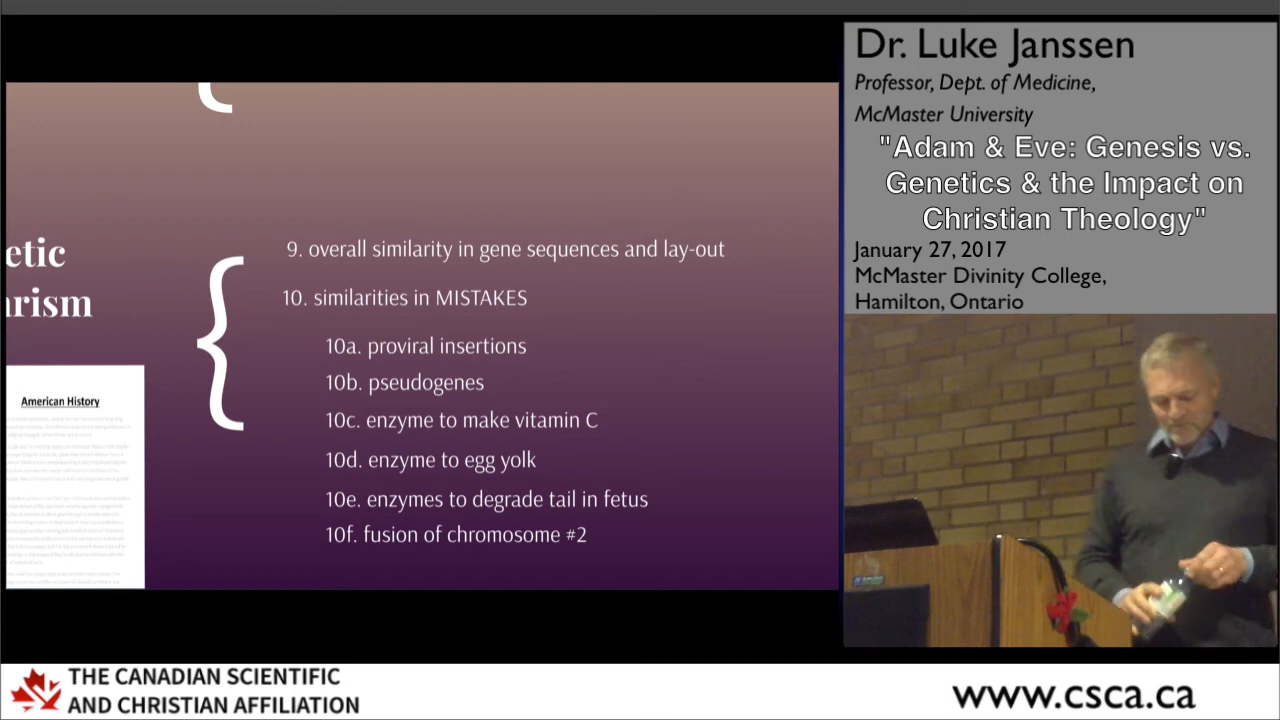 etic
arism
American History
9. overall similarity in gene sequences and lay-out
10. similarities in MISTAKES
10a. proviral insertions
10b. pseudogenes
10c. enzyme to make vitamin C
10d. enzyme to egg yolk
10e. enzymes to degrade tail in fetus
10f. fusion of chromosome #2
Dr. Luke Janssen
Professor, Dept. of Medicine,
McMaster University
"Adam & Eve: Genesis vs.
Genetics & the Impact on
Christian Theology"
January 27, 2017
McMaster Divinity College,
Hamilton, Ontario
THE CANADIAN SCIENTIFIC
AND CHRISTIAN AFFILIATION
www.csca.ca